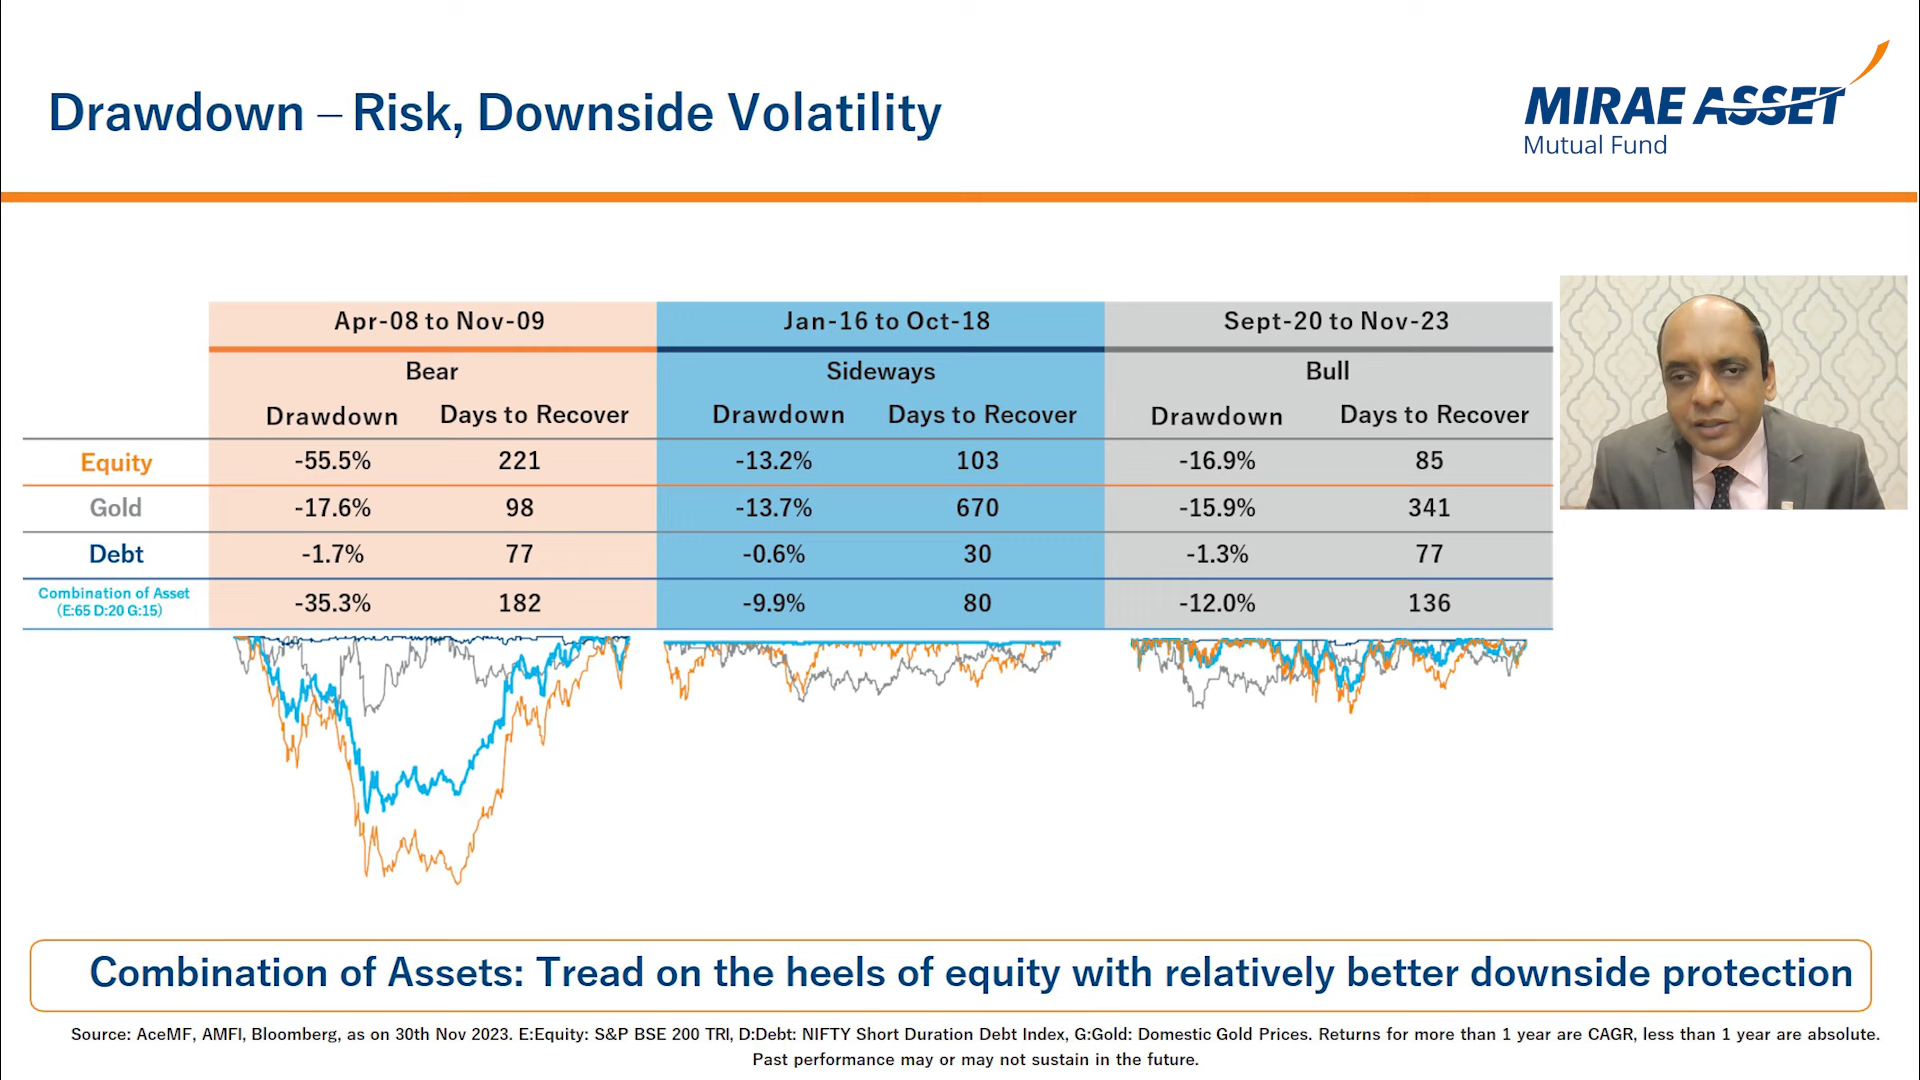 Drawdown – Risk, Downside Volatility
MIRAE ASSET
Mutual Fund
Apr-08 to Nov-09 Jan-16 to Oct-18 Sept-20 to Nov-23
Bear Sideways Bull
Drawdown Days to Recover Drawdown Days to Recover Drawdown Days to Recover
Equity -55.5% 221 -13.2% 103 -16.9% 85
Gold -17.6% 98 -13.7% 670 -15.9% 341
Debt -1.7% 77 -0.6% 30 -1.3% 77
Combination of Asset
(E:65 D:20 G:15) -35.3% 182 -9.9% 80 -12.0% 136
Combination of Assets: Tread on the heels of equity with relatively better downside protection
Source: AceMF, AMFI, Bloomberg, as on 30th Nov 2023. E:Equity: S&P BSE 200 TRI, D:Debt: NIFTY Short Duration Debt Index, G:Gold: Domestic Gold Prices. Returns for more than 1 year are CAGR, less than 1 year are absolute.
Past performance may or may not sustain in the future.